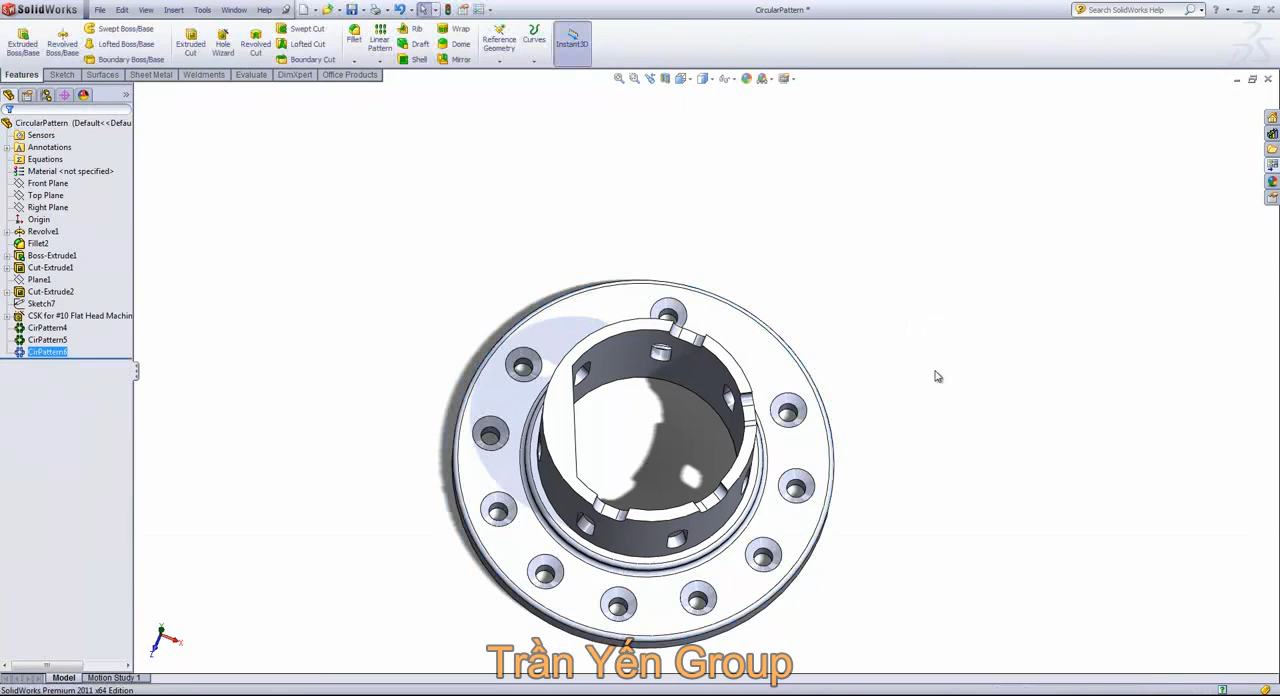 SolidWorks File Edit View Insert Tools Window Help CircularPattern * Search SolidWorks Help
Extruded Boss/Base Revolved Boss/Base Swept Boss/Base Lofted Boss/Base Boundary Boss/Base Extruded Cut Hole Wizard Revolved Cut Swept Cut Lofted Cut Boundary Cut Fillet Linear Pattern Rib Draft Shell Wrap Dome Mirror Reference Geometry Curves Instant3D
Features Sketch Surfaces Sheet Metal Weldments Evaluate DimXpert Office Products
CircularPattern (Default<<Defau
Sensors
Annotations
Equations
Material <not specified>
Front Plane
Top Plane
Right Plane
Origin
Revolve1
Fillet2
Boss-Extrude1
Cut-Extrude1
Plane1
Cut-Extrude2
Sketch7
CSK for #10 Flat Head Machin
CirPattern4
CirPattern5
CirPattern6
Trần Yến Group
Model Motion Study 1
SolidWorks Premium 2011 x64 Edition